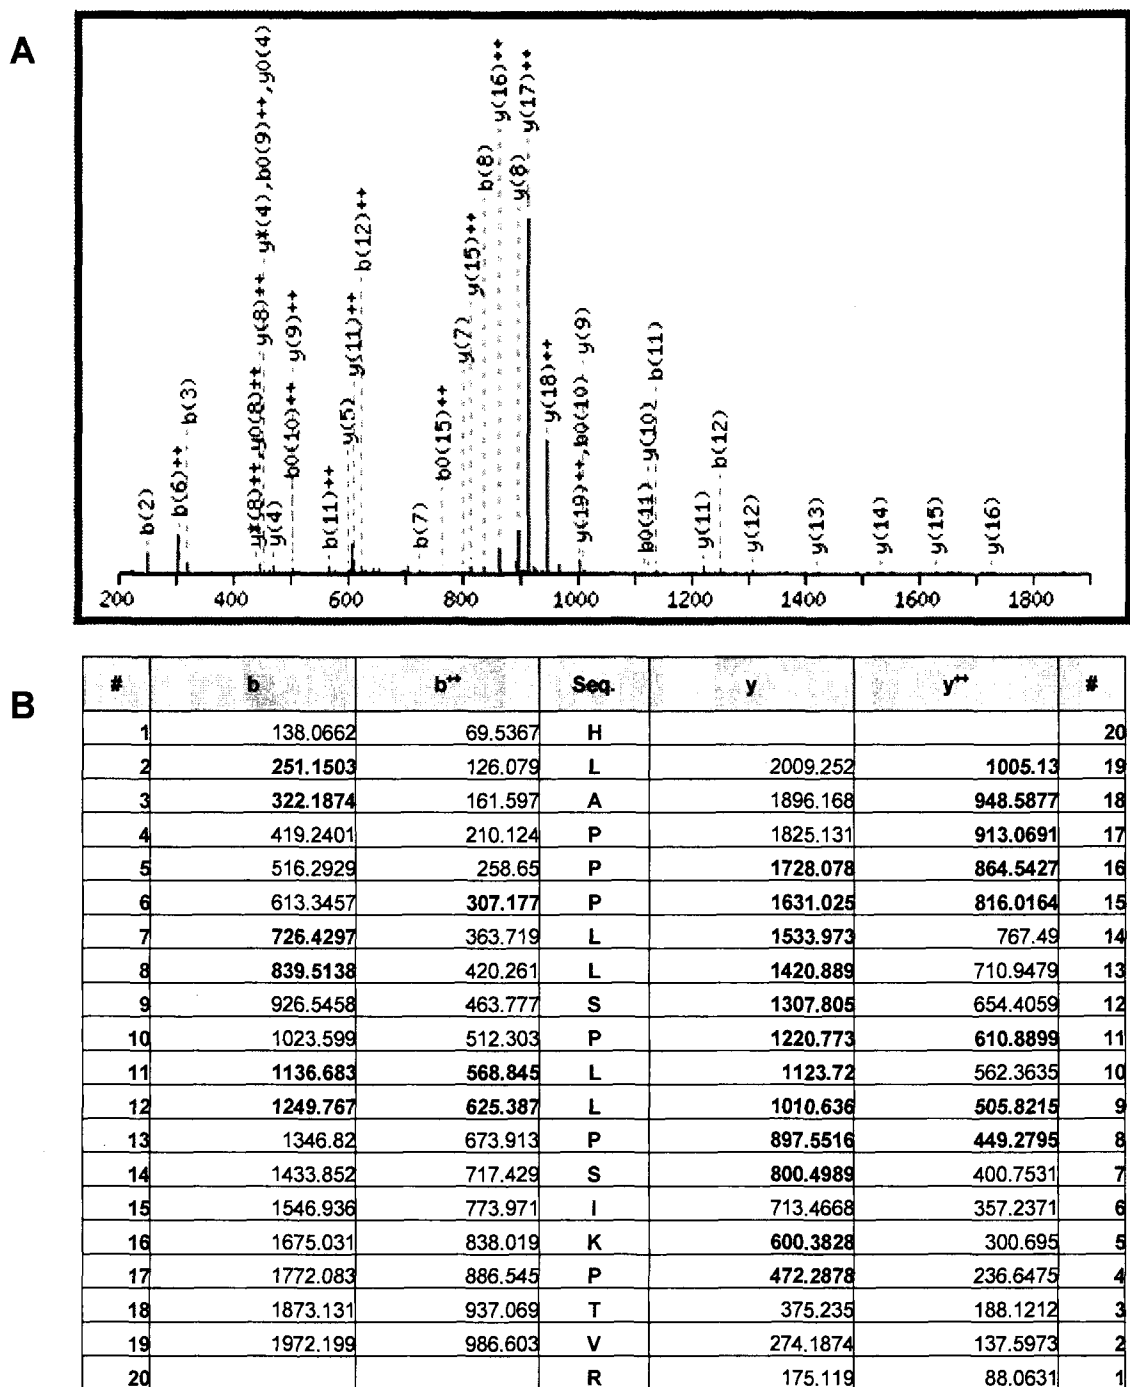 A
b(2)
b(6)++
b(3)
y*(8)++,y0(8)++
y(8)++
y*(4),b0(9)++,y0(4)
y(4)
b0(10)++
y(9)++
b(11)++
y(5)
y(11)++
b(12)++
b(7)
b0(15)++
y(7)
y(15)++
b(8)
y(16)++
y(8)
y(17)++
y(18)++
y(19)++,b0(10)
y(9)
b0(11)
y(10)
b(11)
y(11)
b(12)
y(12)
y(13)
y(14)
y(15)
y(16)
200 400 600 800 1000 1200 1400 1600 1800
B
# b b++ Seq. y y++ #
1 138.0662 69.5367 H 20
2 251.1503 126.079 L 2009.252 1005.13 19
3 322.1874 161.597 A 1896.168 948.5877 18
4 419.2401 210.124 P 1825.131 913.0691 17
5 516.2929 258.65 P 1728.078 864.5427 16
6 613.3457 307.177 P 1631.025 816.0164 15
7 726.4297 363.719 L 1533.973 767.49 14
8 839.5138 420.261 L 1420.889 710.9479 13
9 926.5458 463.777 S 1307.805 654.4059 12
10 1023.599 512.303 P 1220.773 610.8899 11
11 1136.683 568.845 L 1123.72 562.3635 10
12 1249.767 625.387 L 1010.636 505.8215 9
13 1346.82 673.913 P 897.5516 449.2795 8
14 1433.852 717.429 S 800.4989 400.7531 7
15 1546.936 773.971 I 713.4668 357.2371 6
16 1675.031 838.019 K 600.3828 300.695 5
17 1772.083 886.545 P 472.2878 236.6475 4
18 1873.131 937.069 T 375.235 188.1212 3
19 1972.199 986.603 V 274.1874 137.5973 2
20 R 175.119 88.0631 1